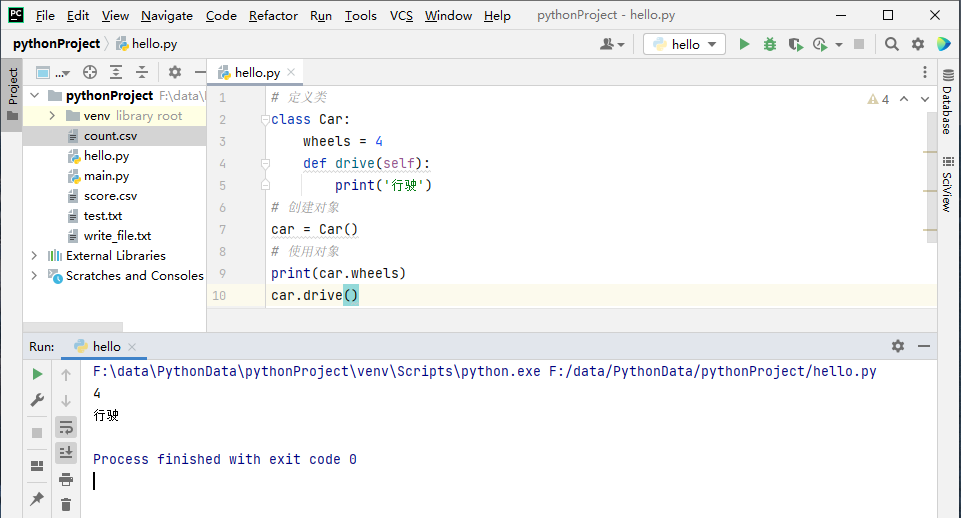 PC File Edit View Navigate Code Refactor Run Tools VCS Window Help pythonProject - hello.py
pythonProject hello.py hello
Project
...
hello.py
pythonProject F:\data\
venv library root
count.csv
hello.py
main.py
score.csv
test.txt
write_file.txt
External Libraries
Scratches and Consoles
4
1 # 定义类
2 class Car:
3 wheels = 4
4 def drive(self):
5 print('行驶')
6 # 创建对象
7 car = Car()
8 # 使用对象
9 print(car.wheels)
10 car.drive()
Database
SciView
Run: hello
F:\data\PythonData\pythonProject\venv\Scripts\python.exe F:/data/PythonData/pythonProject/hello.py
4
行驶
Process finished with exit code 0